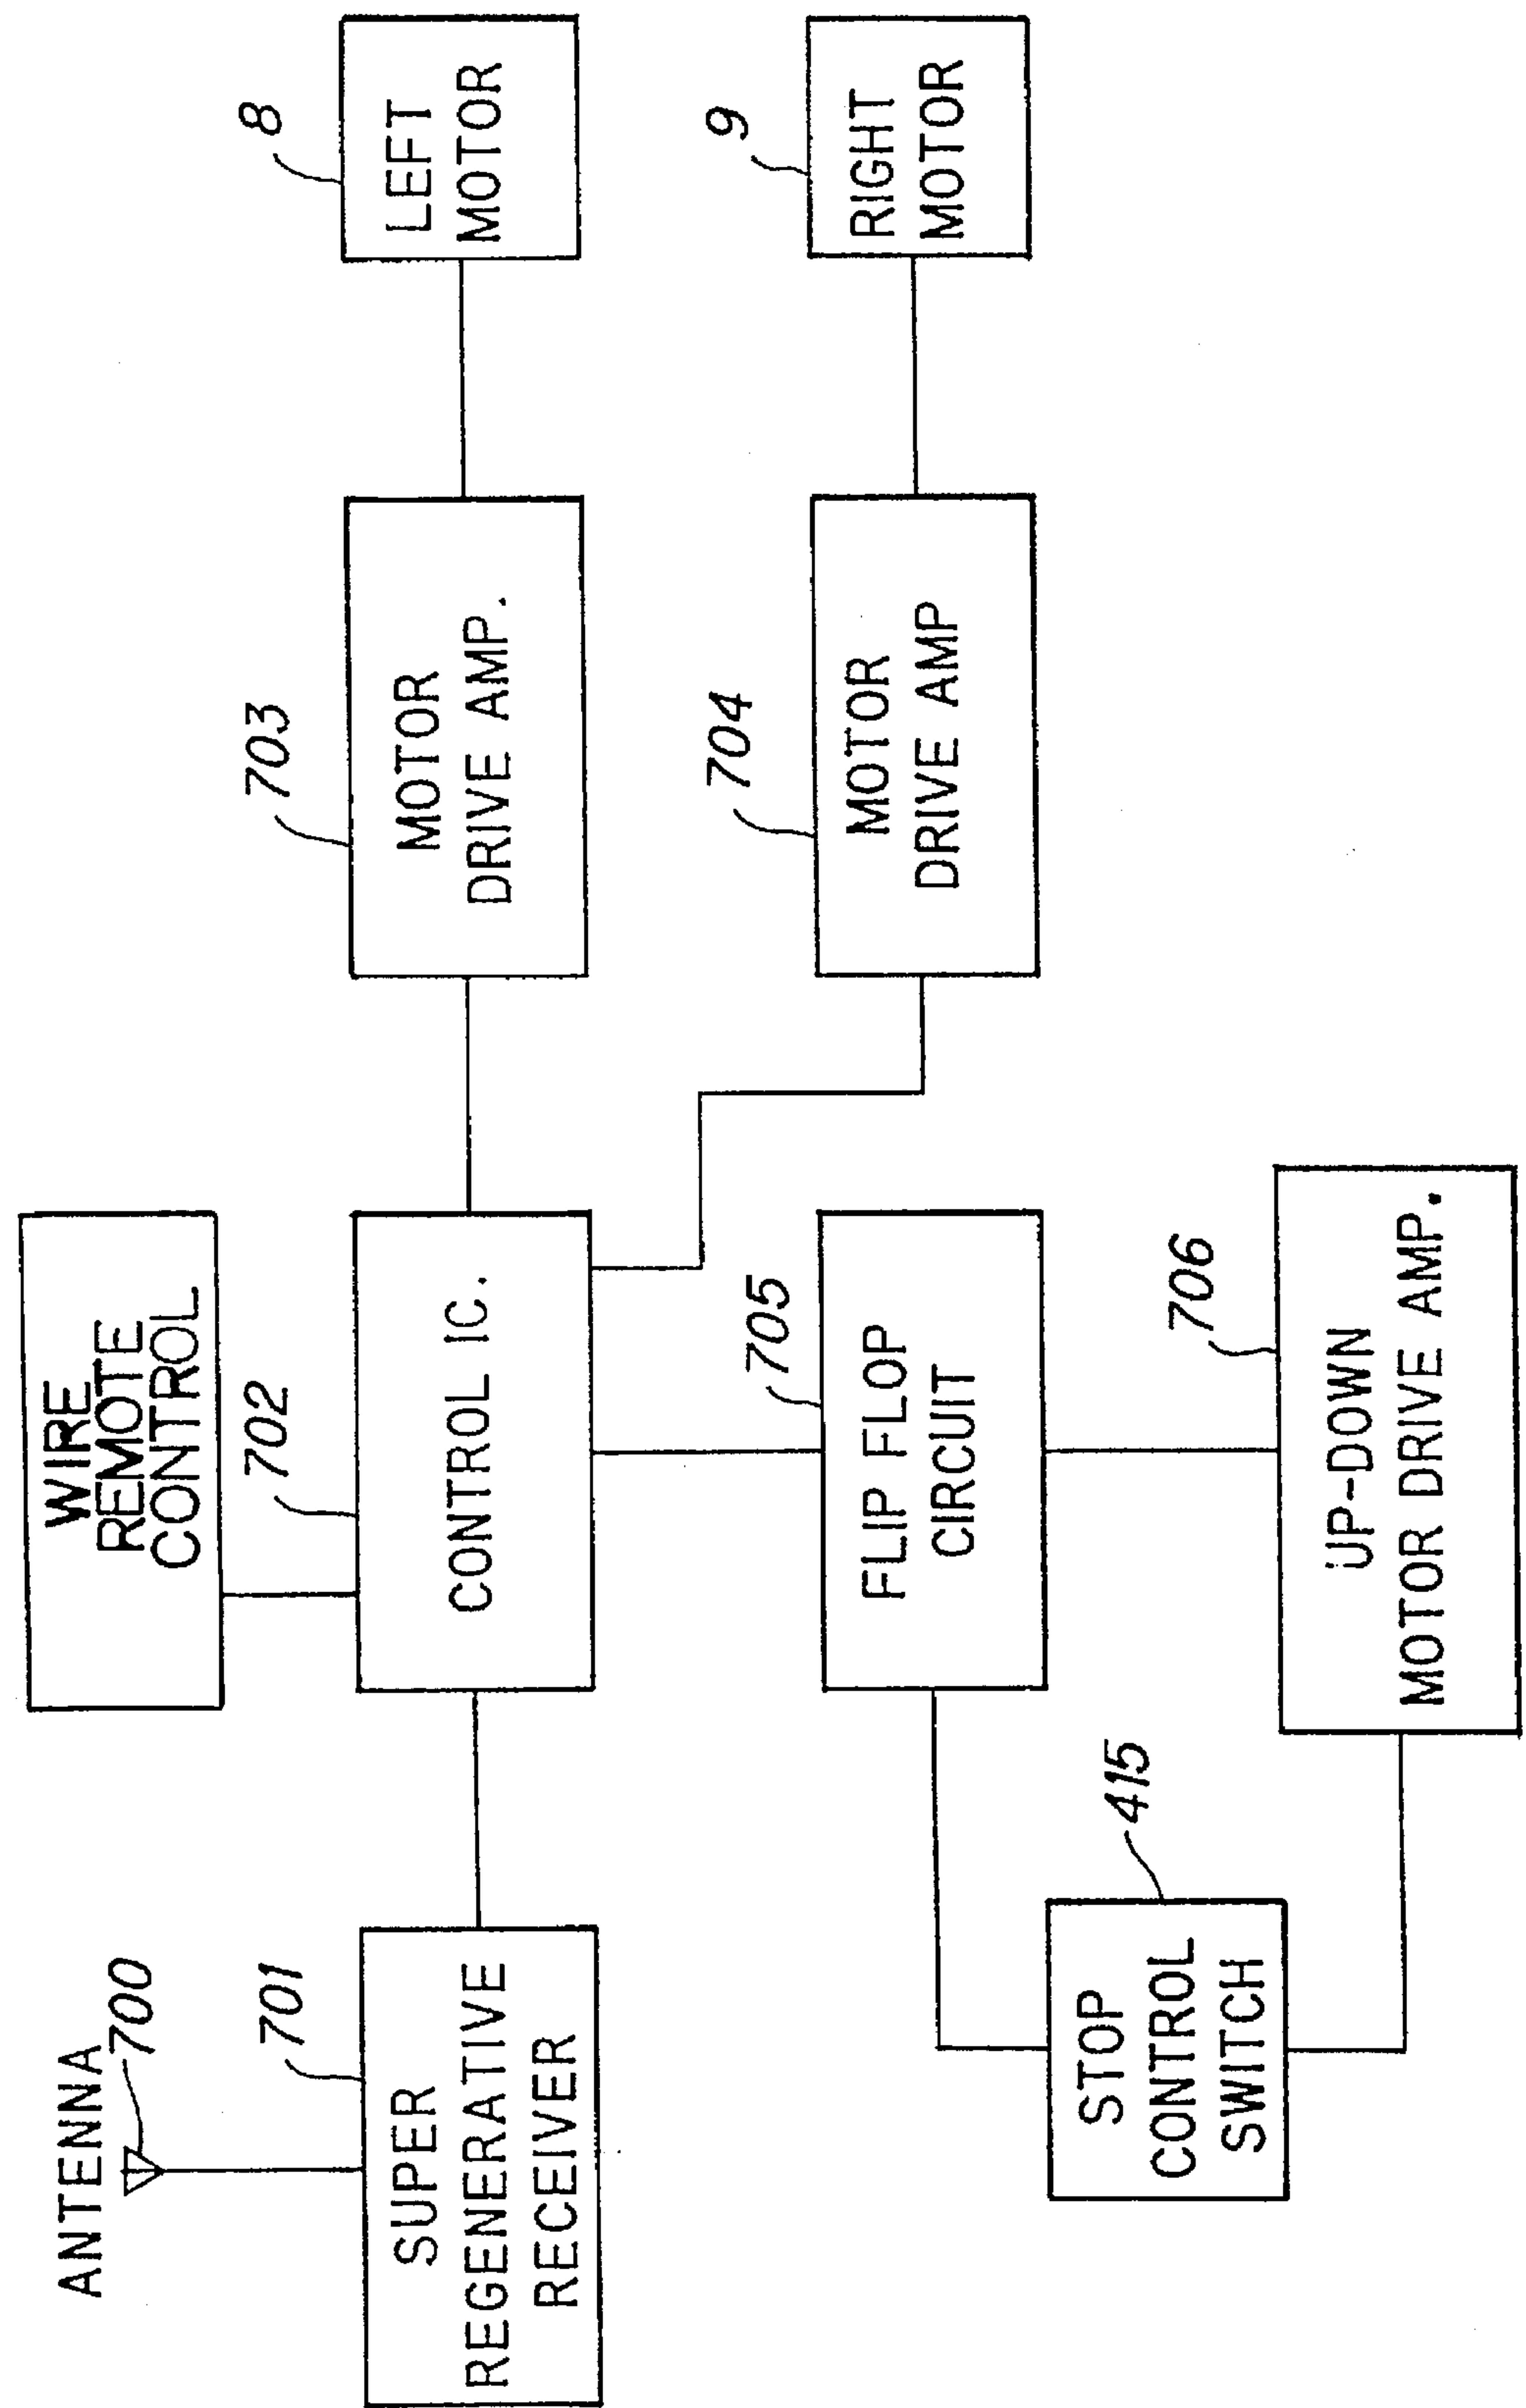 ANTENNA
700
701
SUPER
REGENERATIVE
RECEIVER
WIRE
REMOTE
CONTROL
702
CONTROL IC.
703
MOTOR
DRIVE AMP.
8
LEFT
MOTOR
704
MOTOR
DRIVE AMP
9
RIGHT
MOTOR
705
FLIP FLOP
CIRCUIT
415
STOP
CONTROL
SWITCH
706
UP-DOWN
MOTOR DRIVE AMP.